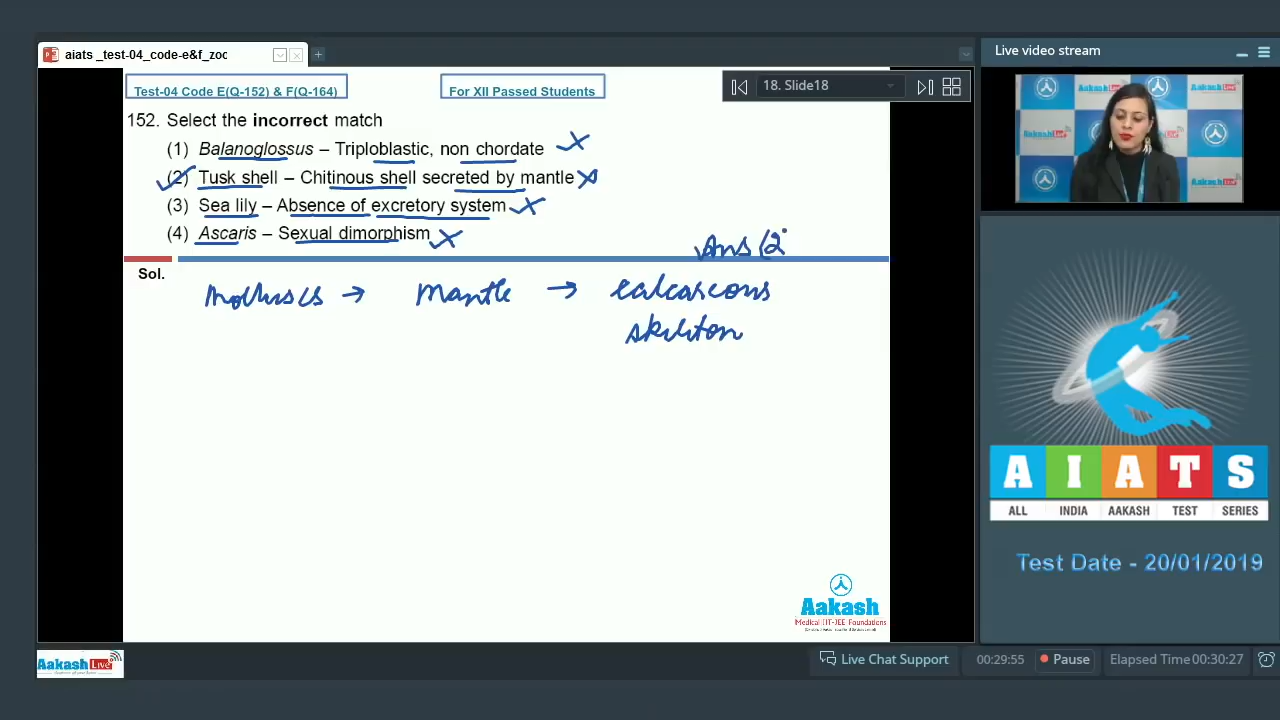 aiats _test-04_code-e&f_zoc
Live video stream
Test-04 Code E(Q-152) & F(Q-164)
For XII Passed Students
18. Slide18
152. Select the incorrect match
(1) Balanoglossus – Triploblastic, non chordate
(2) Tusk shell – Chitinous shell secreted by mantle
(3) Sea lily – Absence of excretory system
(4) Ascaris – Sexual dimorphism
Ans (2
Sol.
Molluscs → Mantle → calcareous
skeleton
A I A T S
ALL INDIA AAKASH TEST SERIES
Test Date - 20/01/2019
Aakash
Medical | IIT-JEE | Foundations
AakashLive
Live Chat Support
00:29:55
Pause
Elapsed Time 00:30:27